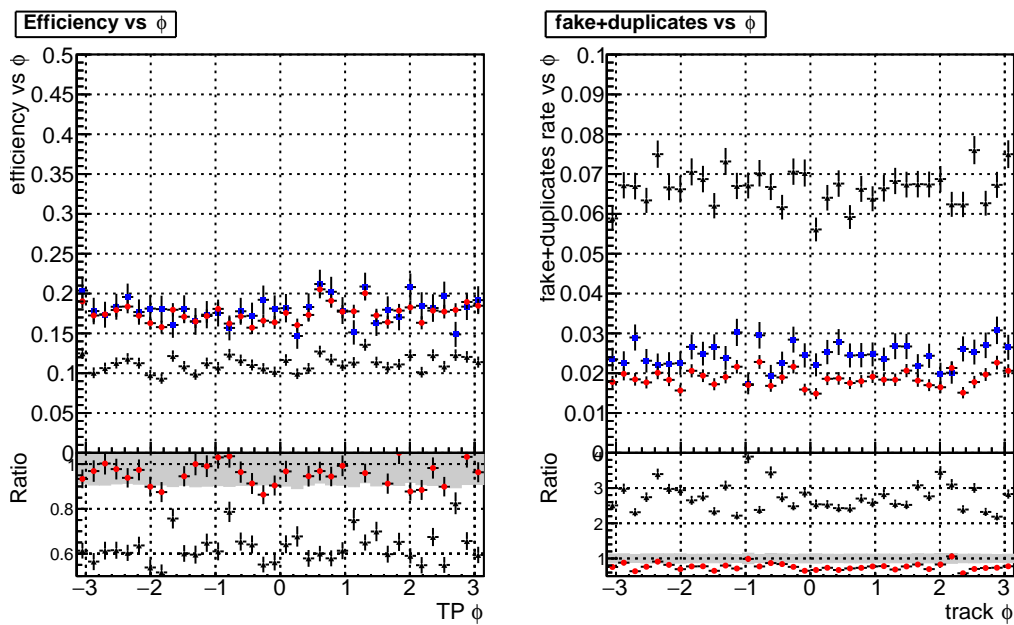 Efficiency vs ϕ
efficiency vs ϕ
0.5
0.45
0.4
0.35
0.3
0.25
0.2
0.15
0.1
0.05
0
Ratio
1
0.8
0.6
−3 −2 −1 0 1 2 3
TP ϕ
fake+duplicates vs ϕ
fake+duplicates rate vs ϕ
0.1
0.09
0.08
0.07
0.06
0.05
0.04
0.03
0.02
0.01
Ratio
3
2
1
−3 −2 −1 0 1 2 3
track ϕ